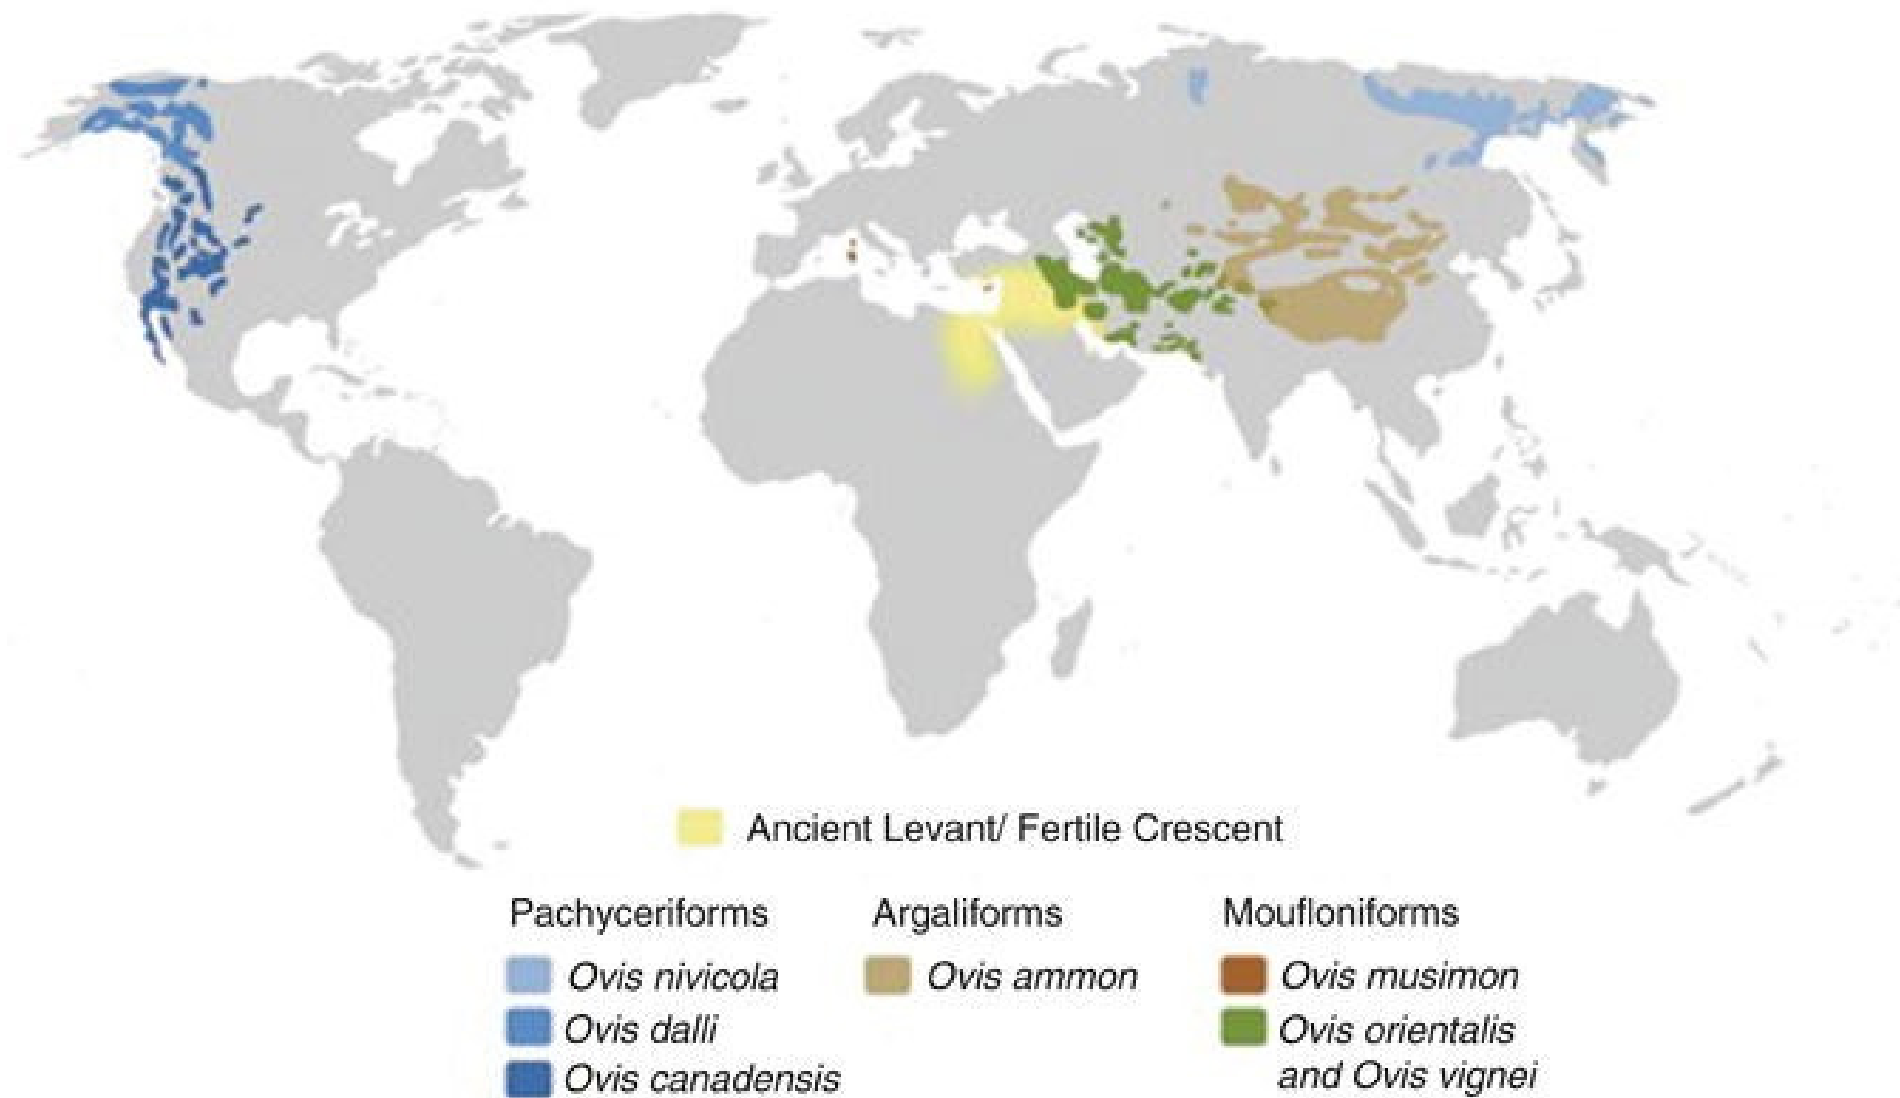 Ancient Levant/ Fertile Crescent
Pachyceriforms
Ovis nivicola
Ovis dalli
Ovis canadensis
Argaliforms
Ovis ammon
Moufloniforms
Ovis musimon
Ovis orientalis
and Ovis vignei